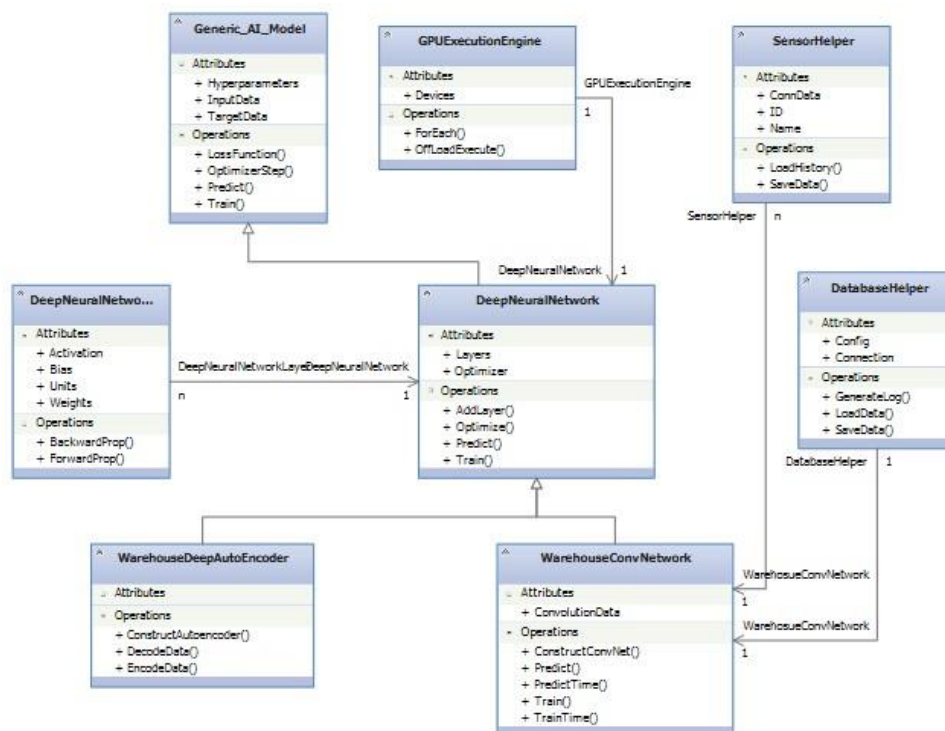 Generic_AI_Model
Attributes
+ Hyperparameters
+ InputData
+ TargetData
Operations
+ LossFunction()
+ OptimizerStep()
+ Predict()
+ Train()
GPUExecutionEngine
Attributes
+ Devices
Operations
+ ForEach()
+ OffLoadExecute()
GPUExecutionEngine
1
SensorHelper
Attributes
+ ConnData
+ ID
+ Name
Operations
+ LoadHistory()
+ SaveData()
SensorHelper n
DeepNeuralNetwork 1
DeepNeuralNetwo...
Attributes
+ Activation
+ Bias
+ Units
+ Weights
Operations
+ BackwardProp()
+ ForwardProp()
DeepNeuralNetworkLaye DeepNeuralNetwork
n 1
DeepNeuralNetwork
Attributes
+ Layers
+ Optimizer
Operations
+ AddLayer()
+ Optimize()
+ Predict()
+ Train()
DatabaseHelper
Attributes
+ Config
+ Connection
Operations
+ GenerateLog()
+ LoadData()
+ SaveData()
DatabaseHelper 1
WarehouseDeepAutoEncoder
Attributes
Operations
+ ConstructAutoencoder()
+ DecodeData()
+ EncodeData()
WarehouseConvNetwork
Attributes
+ ConvolutionData
Operations
+ ConstructConvNet()
+ Predict()
+ PredictTime()
+ Train()
+ TrainTime()
WarehosueConvNetwork
1
WarehosueConvNetwork
1